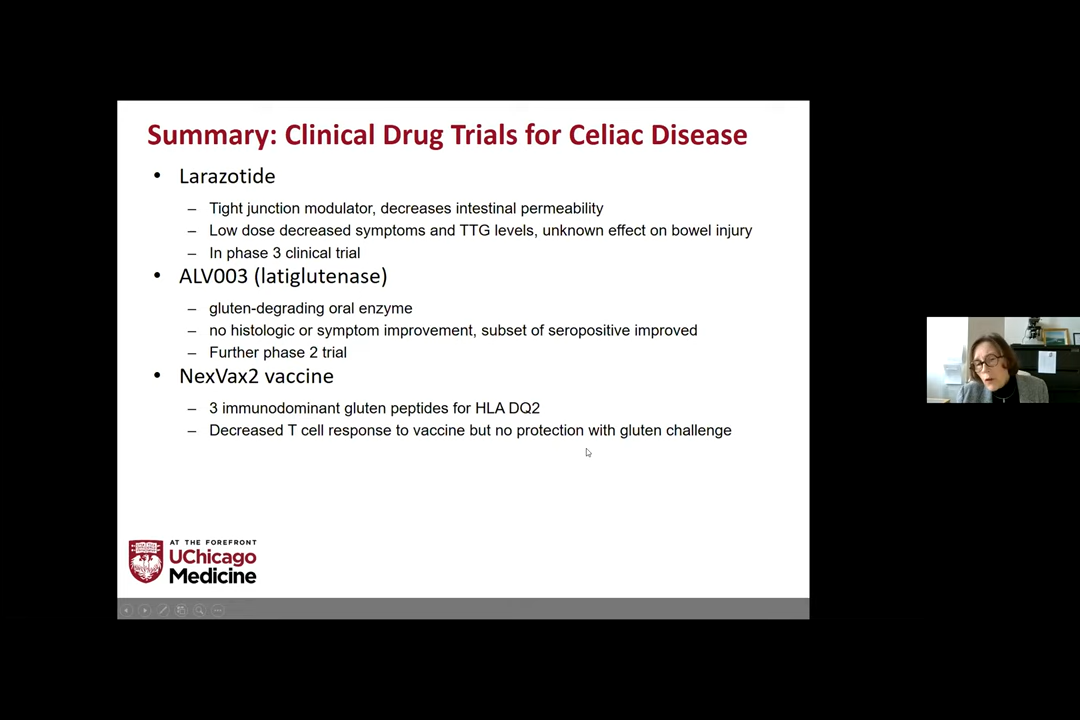 Summary: Clinical Drug Trials for Celiac Disease
• Larazotide
– Tight junction modulator, decreases intestinal permeability
– Low dose decreased symptoms and TTG levels, unknown effect on bowel injury
– In phase 3 clinical trial
• ALV003 (latiglutenase)
– gluten-degrading oral enzyme
– no histologic or symptom improvement, subset of seropositive improved
– Further phase 2 trial
• NexVax2 vaccine
– 3 immunodominant gluten peptides for HLA DQ2
– Decreased T cell response to vaccine but no protection with gluten challenge
AT THE FOREFRONT
UChicago
Medicine